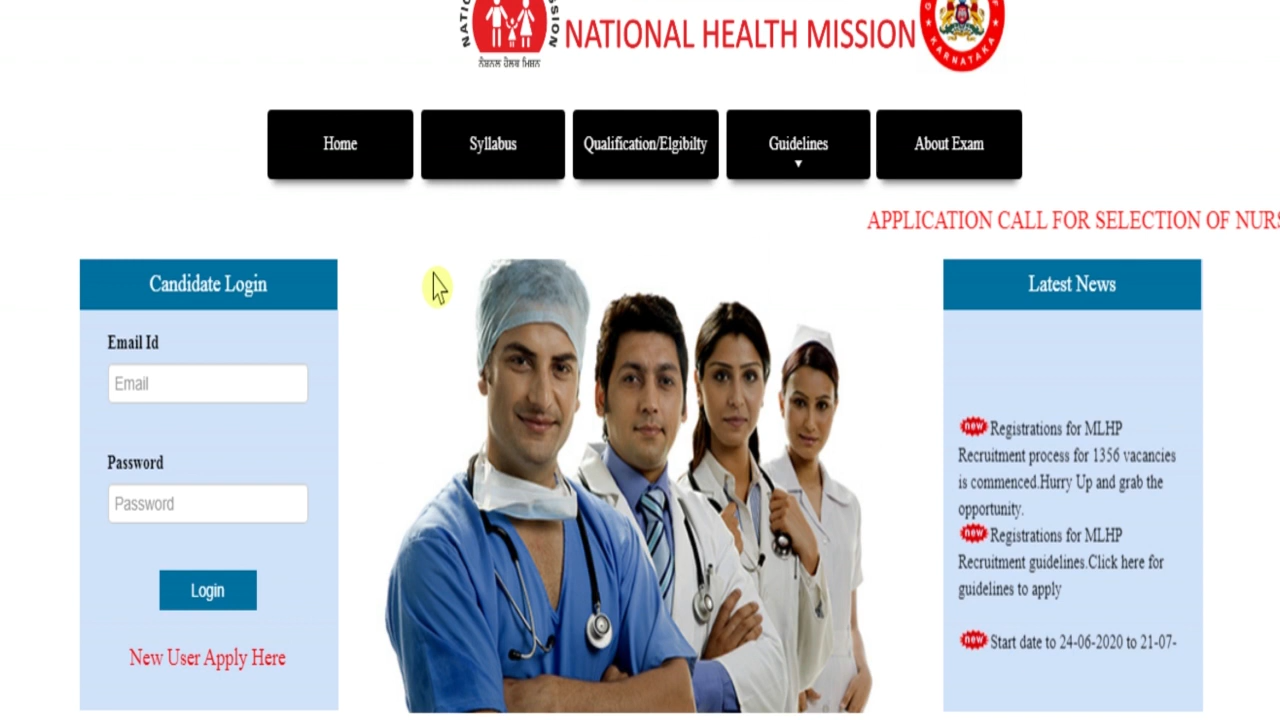 NATIONAL HEALTH MISSION
ਨੈਸ਼ਨਲ ਹੈਲਥ ਮਿਸ਼ਨ
KARNATAKA
Home
Syllabus
Qualification/Elgibilty
Guidelines
About Exam
APPLICATION CALL FOR SELECTION OF
Candidate Login
Email Id
Email
Password
Password
Login
New User Apply Here
Latest News
new Registrations for MLHP
Recruitment process for 1356 vacancies
is commenced.Hurry Up and grab the
opportunity.
new Registrations for MLHP
Recruitment guidelines.Click here for
guidelines to apply
new Start date to 24-06-2020 to 21-07-